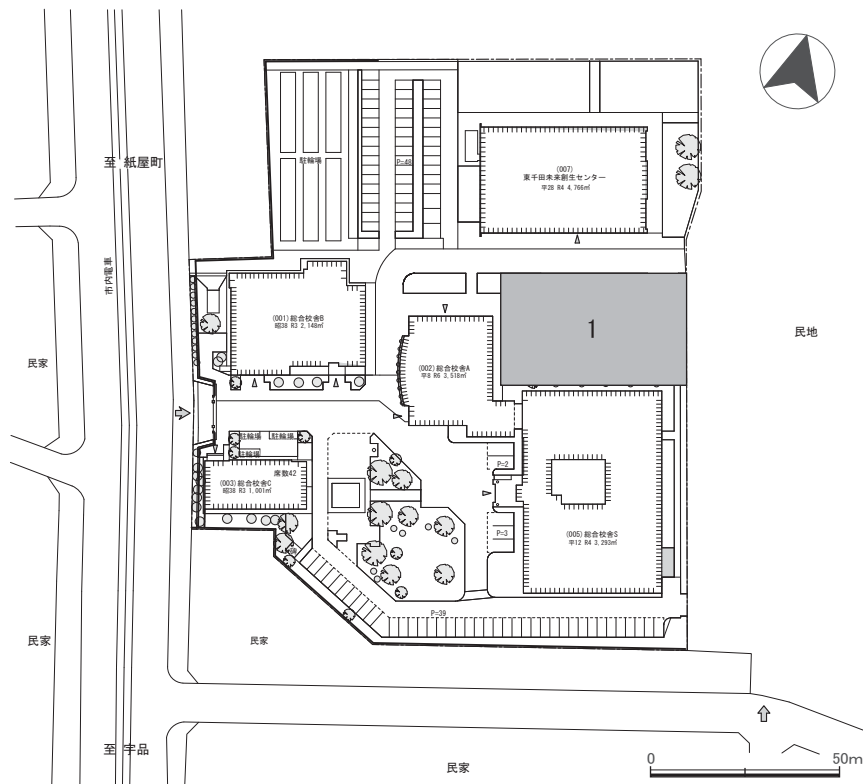 至 紙屋町
市内電車
民家
駐輪場
P=48
(007)
東千田未来創生センター
平28 R4 4,766㎡
(001)総合校舎B
昭38 R3 2,148㎡
(002)総合校舎A
平8 R6 3,518㎡
1
民地
駐輪場
駐輪場
駐輪場
席数42
(003)総合校舎C
昭38 R3 1,001㎡
P=2
P=3
(005)総合校舎S
平12 R4 3,293㎡
P=39
民家
民家
至 宇品
民家
0
50m